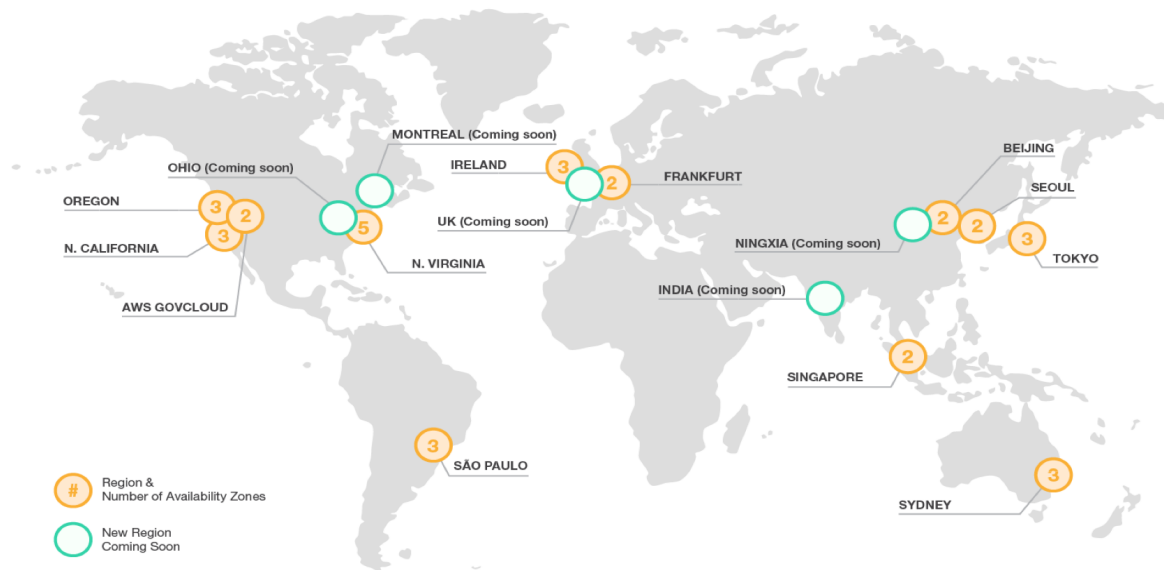 MONTREAL (Coming soon)
OHIO (Coming soon)
IRELAND
3
BEIJING
FRANKFURT
2
SEOUL
OREGON
3
2
UK (Coming soon)
2
2
N. CALIFORNIA
3
5
NINGXIA (Coming soon)
3
N. VIRGINIA
TOKYO
INDIA (Coming soon)
AWS GOVCLOUD
2
SINGAPORE
3
SÃO PAULO
3
SYDNEY
#
Region &
Number of Availability Zones
New Region
Coming Soon